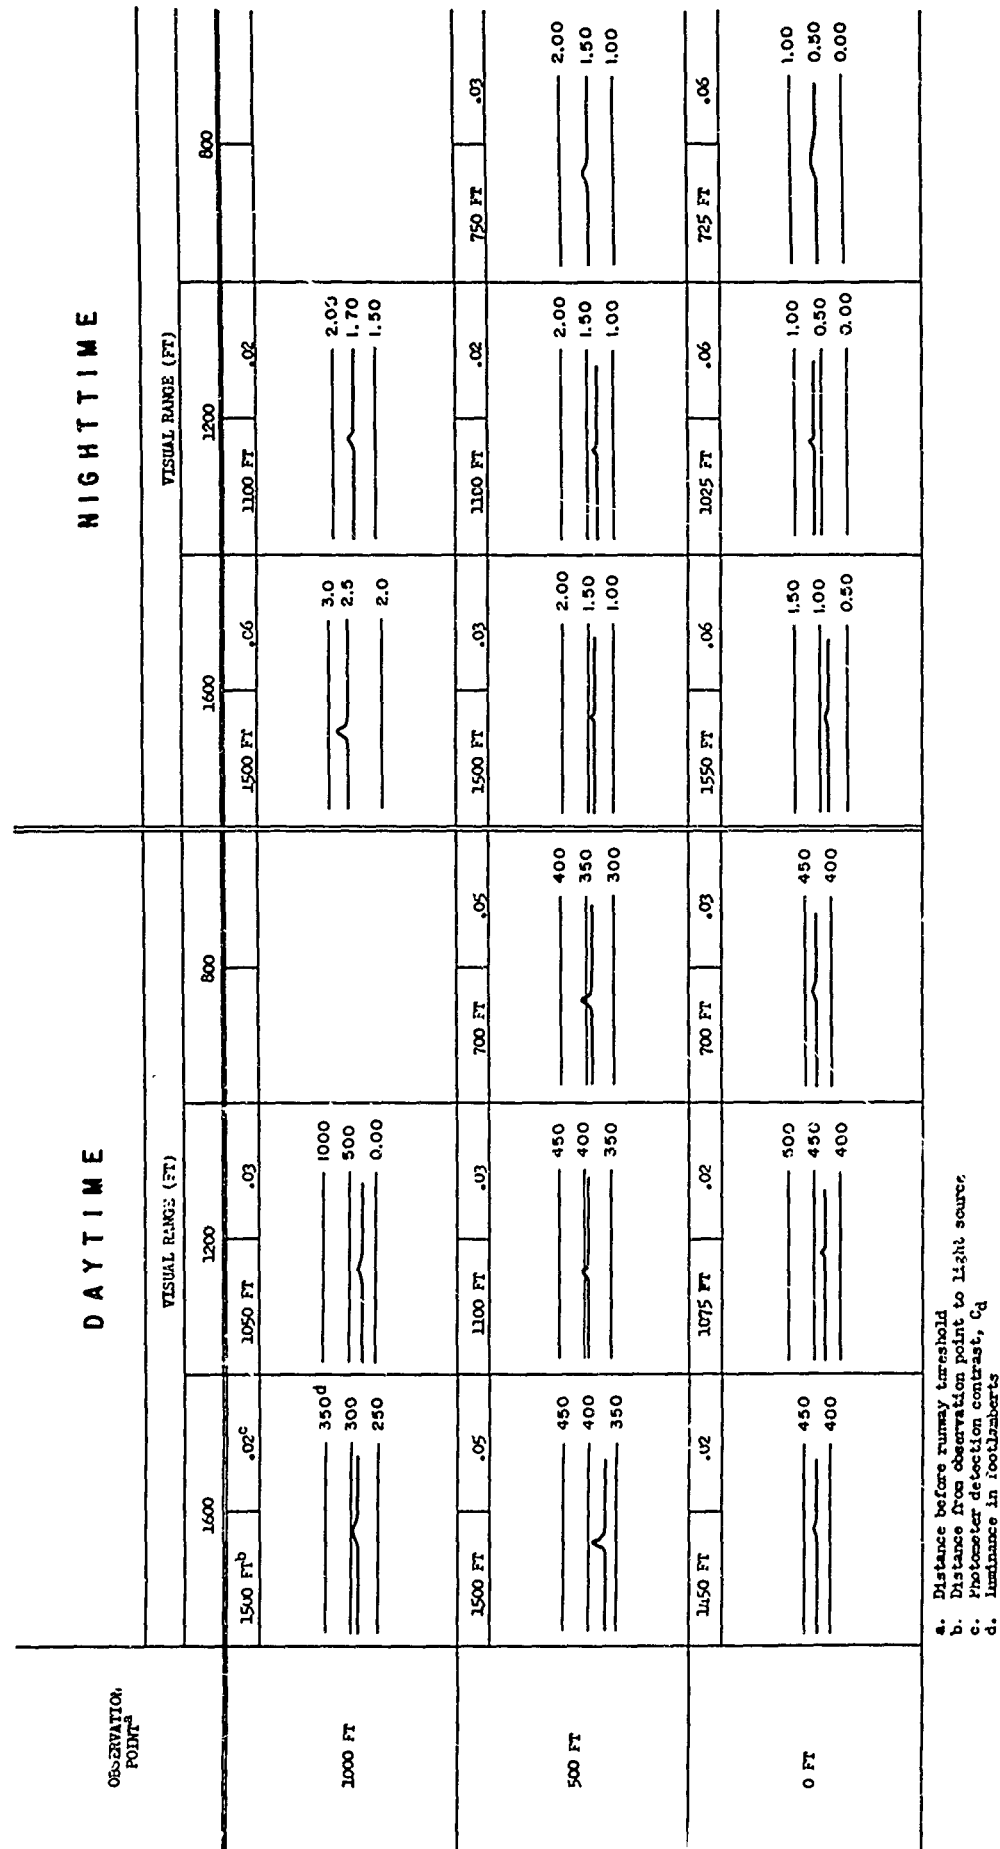 DAYTIME
NIGHTTIME
OBSERVATION
POINTa
VISUAL RANGE (FT)
VISUAL RANGE (FT)
1600 1200 800 1600 1200 800
1000 FT
1500 FTb .02c 1050 FT .03 1500 FT .06 1100 FT .02
350d 1000 3.0 2.00
300 500 2.5 1.70
250 0.00 2.0 1.50
500 FT
1500 FT .05 1100 FT .03 700 FT .05 1500 FT .03 1100 FT .02 750 FT .03
450 450 400 2.00 2.00 2.00
400 400 350 1.50 1.50 1.50
350 350 300 1.00 1.00 1.00
0 FT
1450 FT .02 1075 FT .02 700 FT .03 1550 FT .06 1025 FT .06 725 FT .06
450 500 450 1.50 1.00 1.00
400 450 400 1.00 0.50 0.50
400 0.50 0.00 0.00
a. Distance before runway threshold
b. Distance from observation point to light source
c. Photometer detection contrast, Cd
d. Luminance in footlamberts